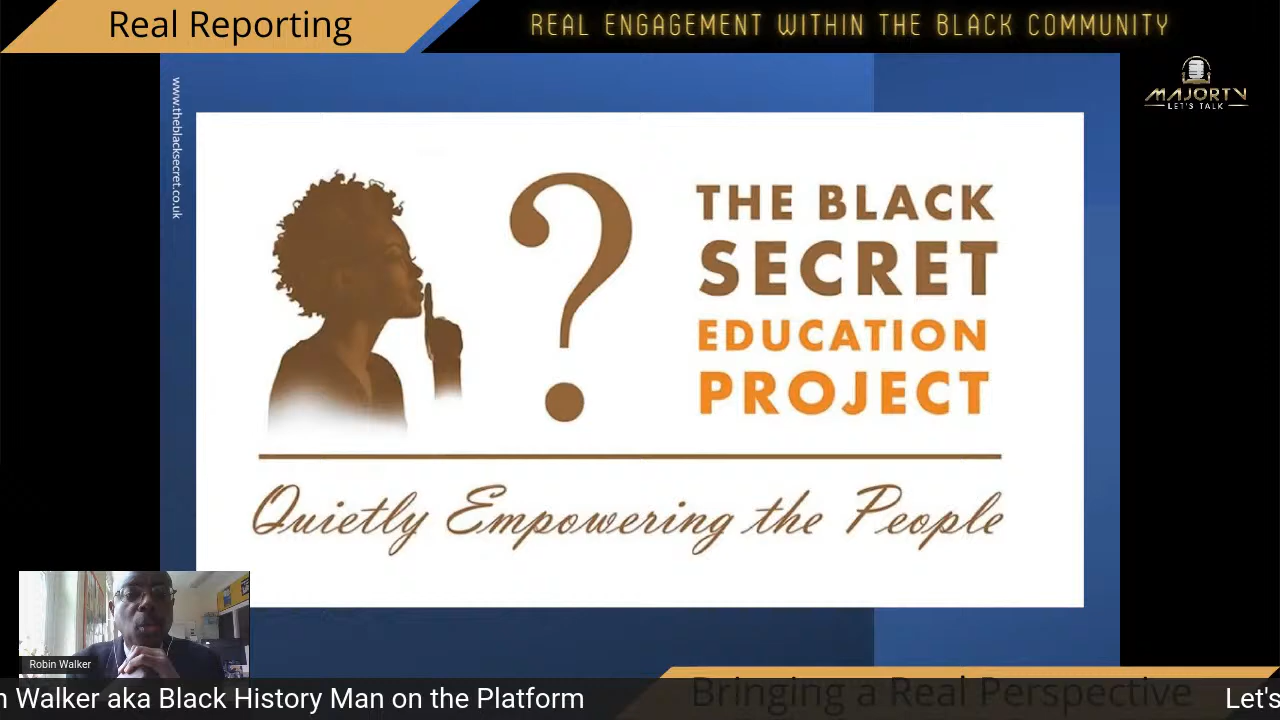 Real Reporting
REAL ENGAGEMENT WITHIN THE BLACK COMMUNITY
MAJORTV
LET'S TALK
www.theblacksecret.co.uk
?
THE BLACK
SECRET
EDUCATION
PROJECT
Quietly Empowering the People
Robin Walker
Bringing a Real Perspective
n Walker aka Black History Man on the Platform
Let's